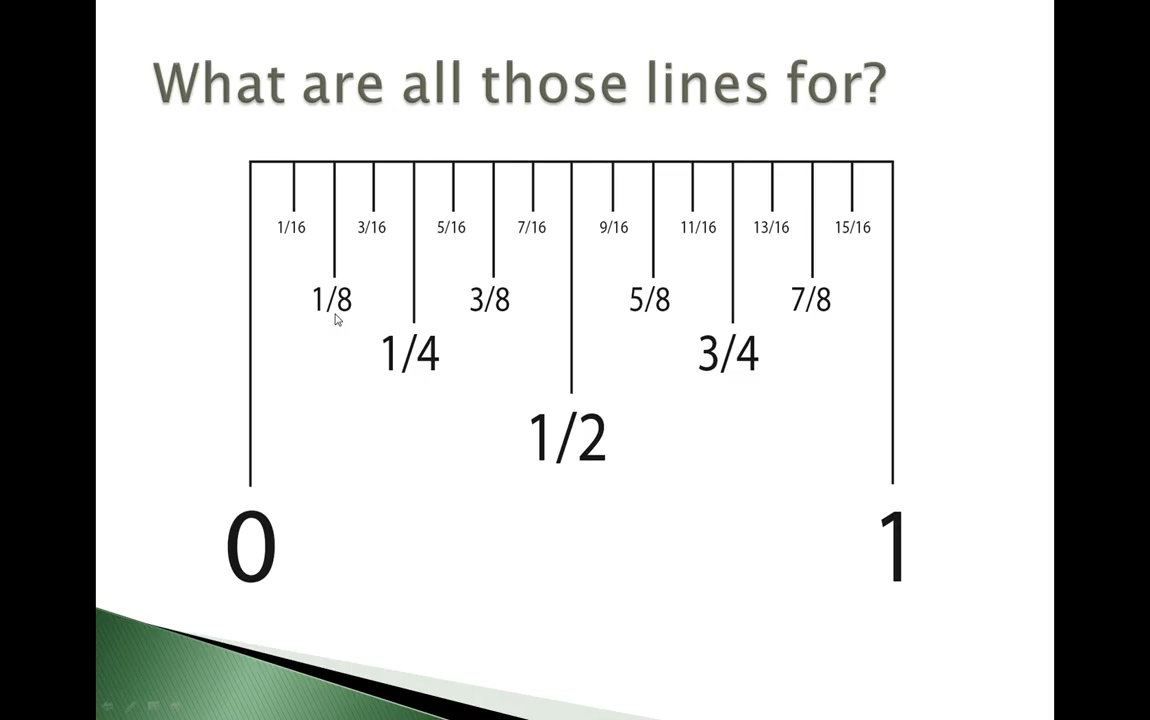 What are all those lines for?
1/16 3/16 5/16 7/16 9/16 11/16 13/16 15/16
1/8 3/8 5/8 7/8
1/4 3/4
1/2
0 1